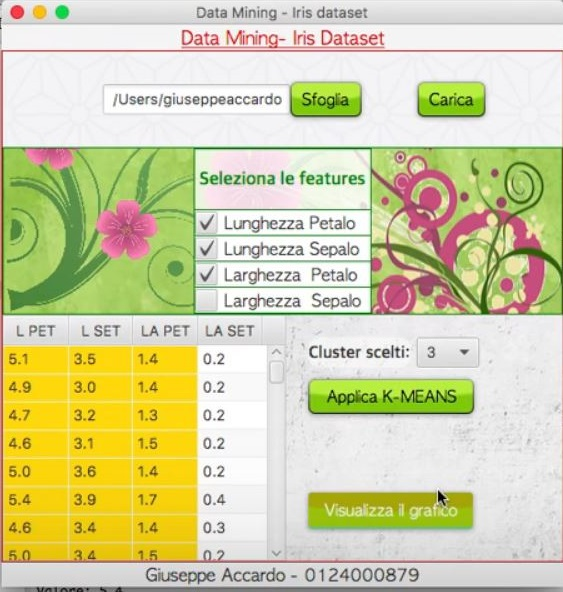 Data Mining - Iris dataset
Data Mining- Iris Dataset
/Users/giuseppeaccardo Sfoglia Carica
Seleziona le features
Lunghezza Petalo
Lunghezza Sepalo
Larghezza Petalo
Larghezza Sepalo
L PET L SET LA PET LA SET
5.1 3.5 1.4 0.2
4.9 3.0 1.4 0.2
4.7 3.2 1.3 0.2
4.6 3.1 1.5 0.2
5.0 3.6 1.4 0.2
5.4 3.9 1.7 0.4
4.6 3.4 1.4 0.3
5.0 3.4 1.5 0.2
Cluster scelti: 3
Applica K-MEANS
Visualizza il grafico
Giuseppe Accardo - 0124000879
Valore: 5.4